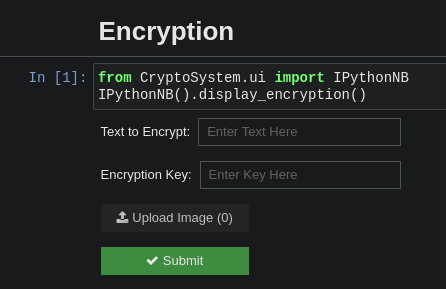 Encryption
In [1]: from CryptoSystem.ui import IPythonNB
IPythonNB().display_encryption()
Text to Encrypt: Enter Text Here
Encryption Key: Enter Key Here
Upload Image (0)
Submit